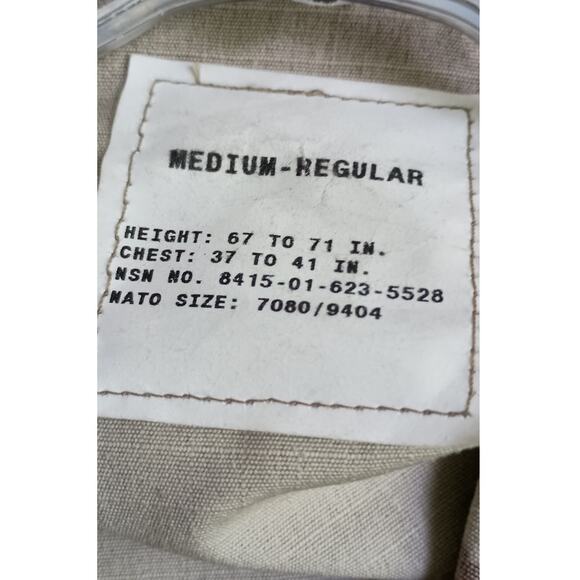 MEDIUM-REGULAR
HEIGHT: 67 TO 71 IN.
CHEST: 37 TO 41 IN.
NSN NO. 8415-01-623-5528
NATO SIZE: 7080/9404